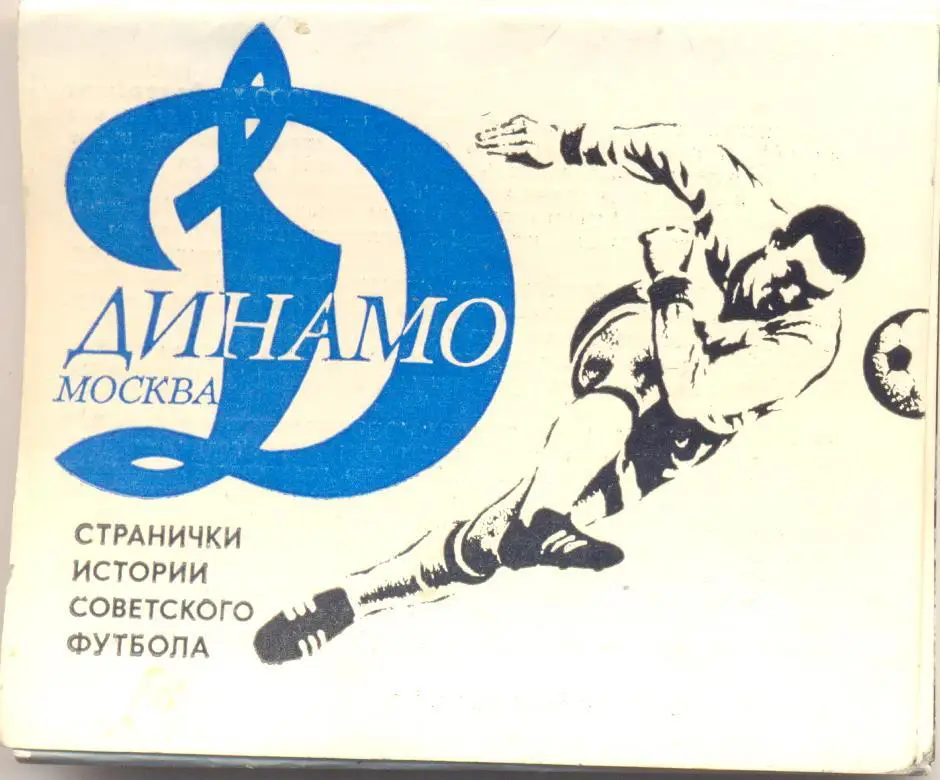 ДИНАМО
МОСКВА
СТРАНИЧКИ
ИСТОРИИ
СОВЕТСКОГО
ФУТБОЛА